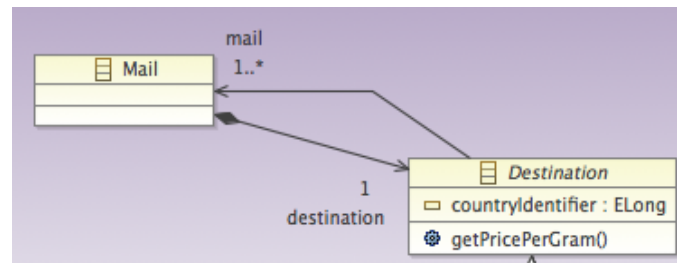 mail
1..*
Mail
1
destination
Destination
countryIdentifier : ELong
getPricePerGram()